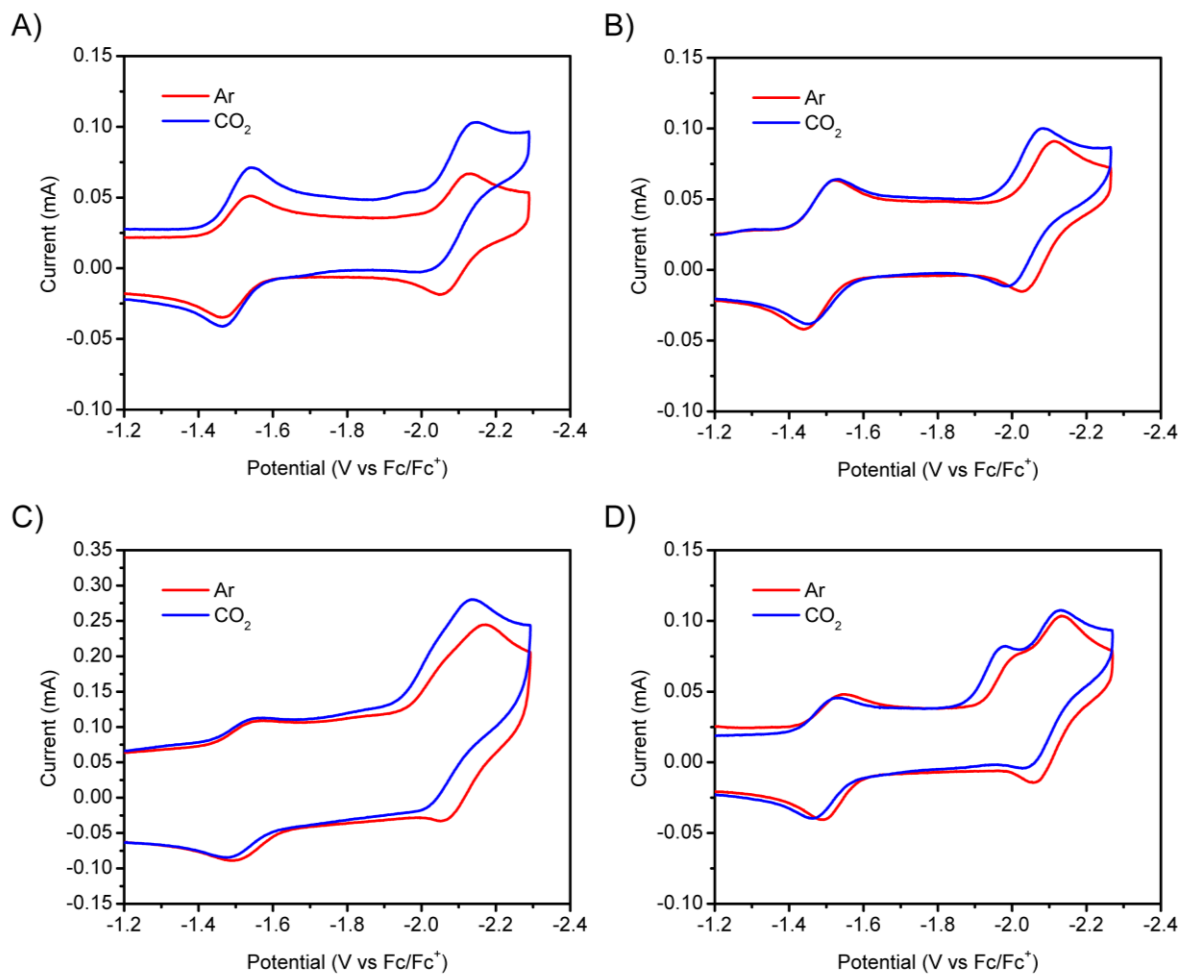 A)
0.15
0.10
0.05
0.00
-0.05
-0.10
Current (mA)
Ar
CO₂
-1.2 -1.4 -1.6 -1.8 -2.0 -2.2 -2.4
Potential (V vs Fc/Fc⁺)
B)
0.15
0.10
0.05
0.00
-0.05
-0.10
Current (mA)
Ar
CO₂
-1.2 -1.4 -1.6 -1.8 -2.0 -2.2 -2.4
Potential (V vs Fc/Fc⁺)
C)
0.35
0.30
0.25
0.20
0.15
0.10
0.05
0.00
-0.05
-0.10
-0.15
Current (mA)
Ar
CO₂
-1.2 -1.4 -1.6 -1.8 -2.0 -2.2 -2.4
Potential (V vs Fc/Fc⁺)
D)
0.15
0.10
0.05
0.00
-0.05
-0.10
Current (mA)
Ar
CO₂
-1.2 -1.4 -1.6 -1.8 -2.0 -2.2 -2.4
Potential (V vs Fc/Fc⁺)